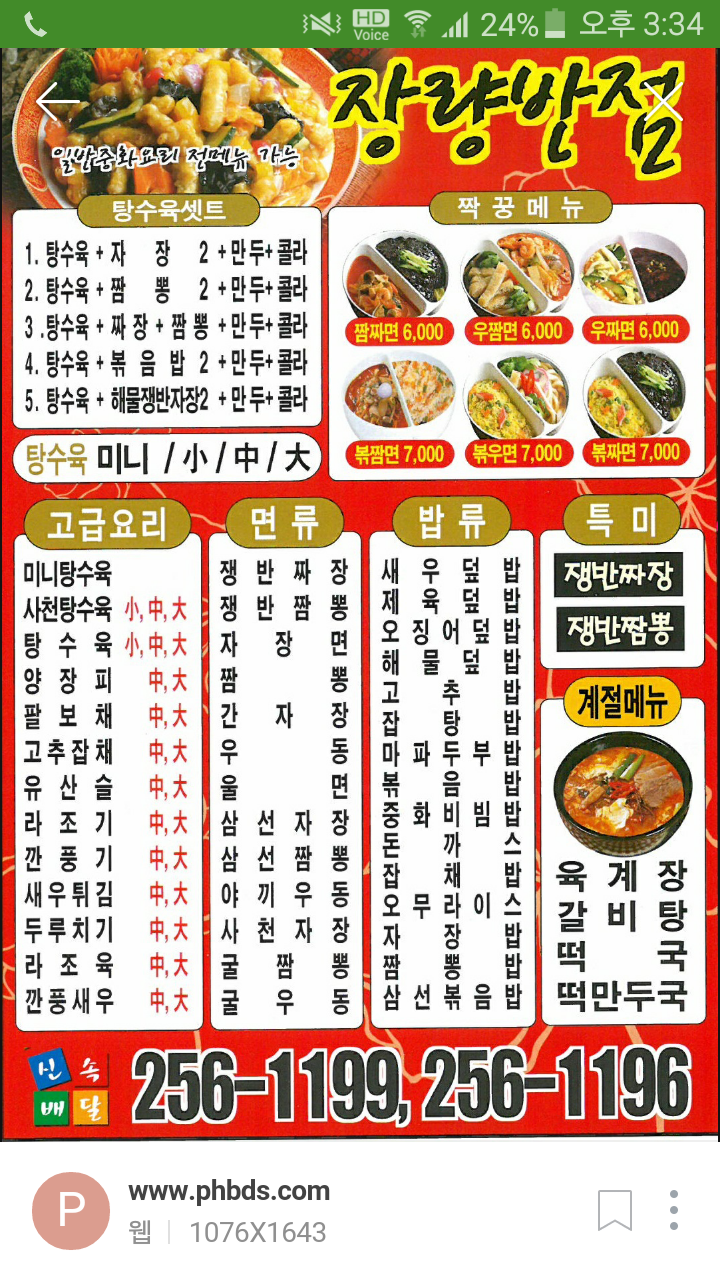 HD Voice 24% 오후 3:34
장량반점
일반중화요리 전메뉴 가능
탕수육셋트
1. 탕수육 + 자 장 2 + 만두 + 콜라
2. 탕수육 + 짬 뽕 2 + 만두 + 콜라
3 .탕수육 + 짜 장 + 짬 뽕 + 만두 + 콜라
4. 탕수육 + 볶 음 밥 2 + 만두 + 콜라
5. 탕수육 + 해물쟁반자장2 + 만두 + 콜라
탕수육 미니 / 小 / 中 / 大
짝 꿍 메 뉴
짬짜면 6,000 우짬면 6,000 우짜면 6,000
볶짬면 7,000 볶우면 7,000 볶짜면 7,000
고급요리
미니탕수육
사천탕수육 小, 中, 大
탕 수 육 小, 中, 大
양 장 피 中, 大
팔 보 채 中, 大
고추잡채 中, 大
유 산 슬 中, 大
라 조 기 中, 大
깐 풍 기 中, 大
새우튀김 中, 大
두루치기 中, 大
라 조 육 中, 大
깐풍새우 中, 大
면 류
쟁 반 짜 장
쟁 반 짬 뽕
자 장 면
짬 뽕
간 자 장
우 동
울 면
삼 선 자 장
삼 선 짬 뽕
야 끼 우 동
사 천 자 장
굴 짬 뽕
굴 우 동
밥 류
새 우 덮 밥
제 육 덮 밥
오 징 어 덮 밥
해 물 덮 밥
고 추 밥
잡 탕 밥
마 파 두 부 밥
볶 음 밥
중 화 비 빔 밥
돈 까 스
잡 채 밥
오 무 라 이 스
자 장 밥
짬 뽕 밥
삼 선 볶 음 밥
특 미
쟁반짜장
쟁반짬뽕
계절메뉴
육 계 장
갈 비 탕
떡 국
떡만두국
신속
배달
256-1199, 256-1196
P
www.phbds.com
웹 | 1076X1643